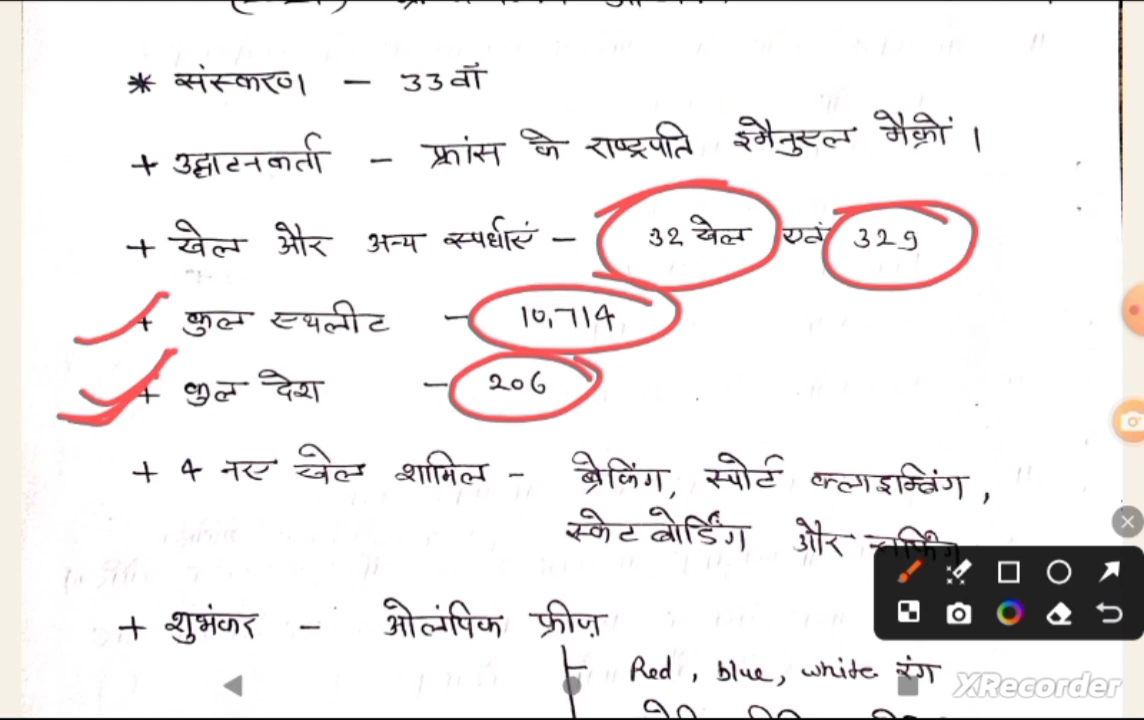 * संस्करण - 33वाँ
+ उद्घाटनकर्ता - फ्रांस के राष्ट्रपति इमैनुएल मैक्रों ।
+ खेल और अन्य स्पर्धाएं - 32 खेल एवं 329
+ कुल एथलीट - 10,714
+ कुल देश - 206
+ 4 नए खेल शामिल - ब्रेकिंग, स्पोर्ट क्लाइम्बिंग,
स्केट बोर्डिंग और सर्फिंग
+ शुभंकर - ओलंपिक फ्रीज़
Red, blue, white रंग
XRecorder